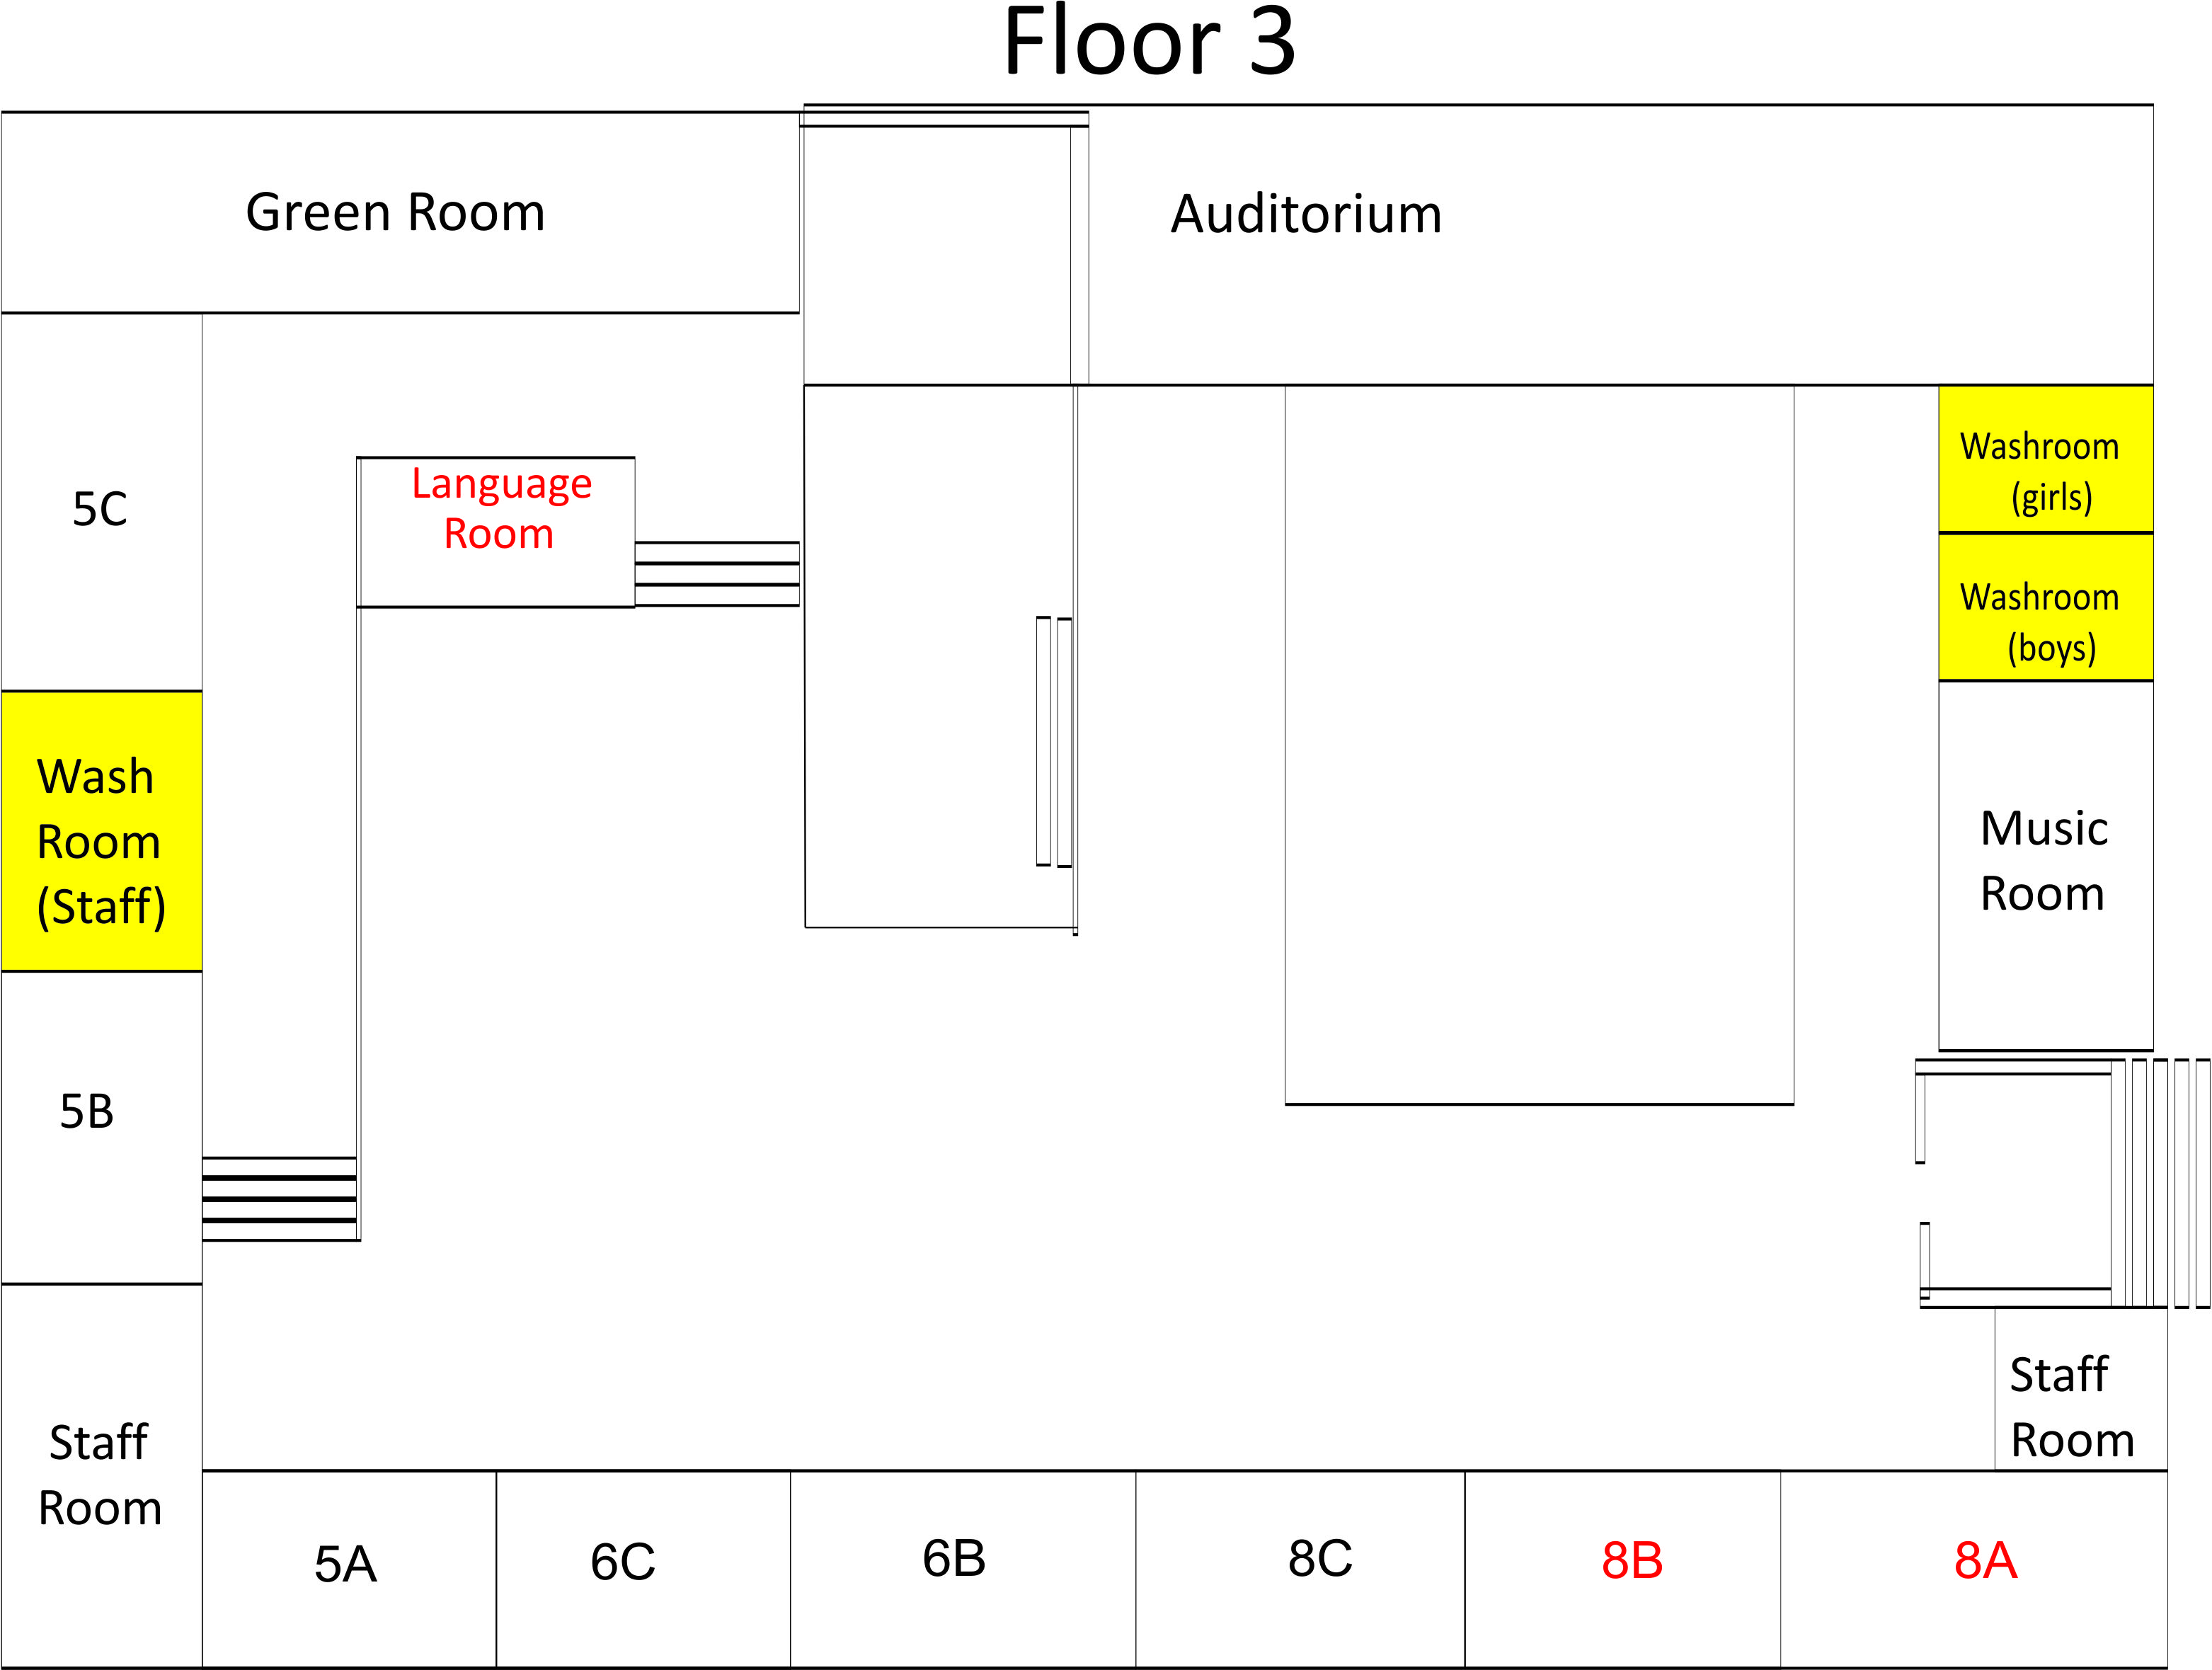 Floor 3
Green Room
Auditorium
Language
Room
5C
Washroom
(girls)
Washroom
(boys)
Wash
Room
(Staff)
Music
Room
5B
Staff
Room
Staff
Room
5A
6C
6B
8C
8B
8A